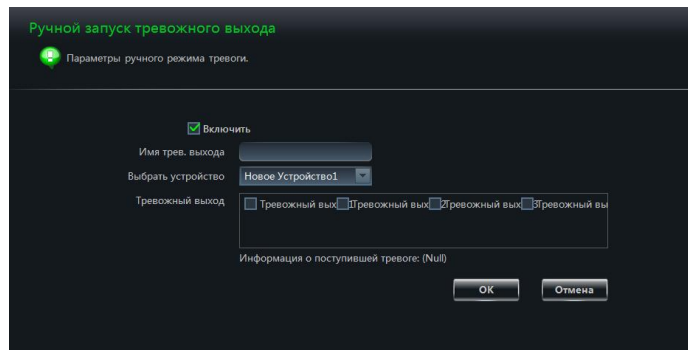 Ручной запуск тревожного выхода
Параметры ручного режима тревоги.
Включить
Имя трев. выхода
Выбрать устройство Новое Устройство1
Тревожный выход Тревожный вых 1Тревожный вых 2Тревожный вых 3Тревожный вы
Информация о поступившей тревоге: (Null)
OK Отмена